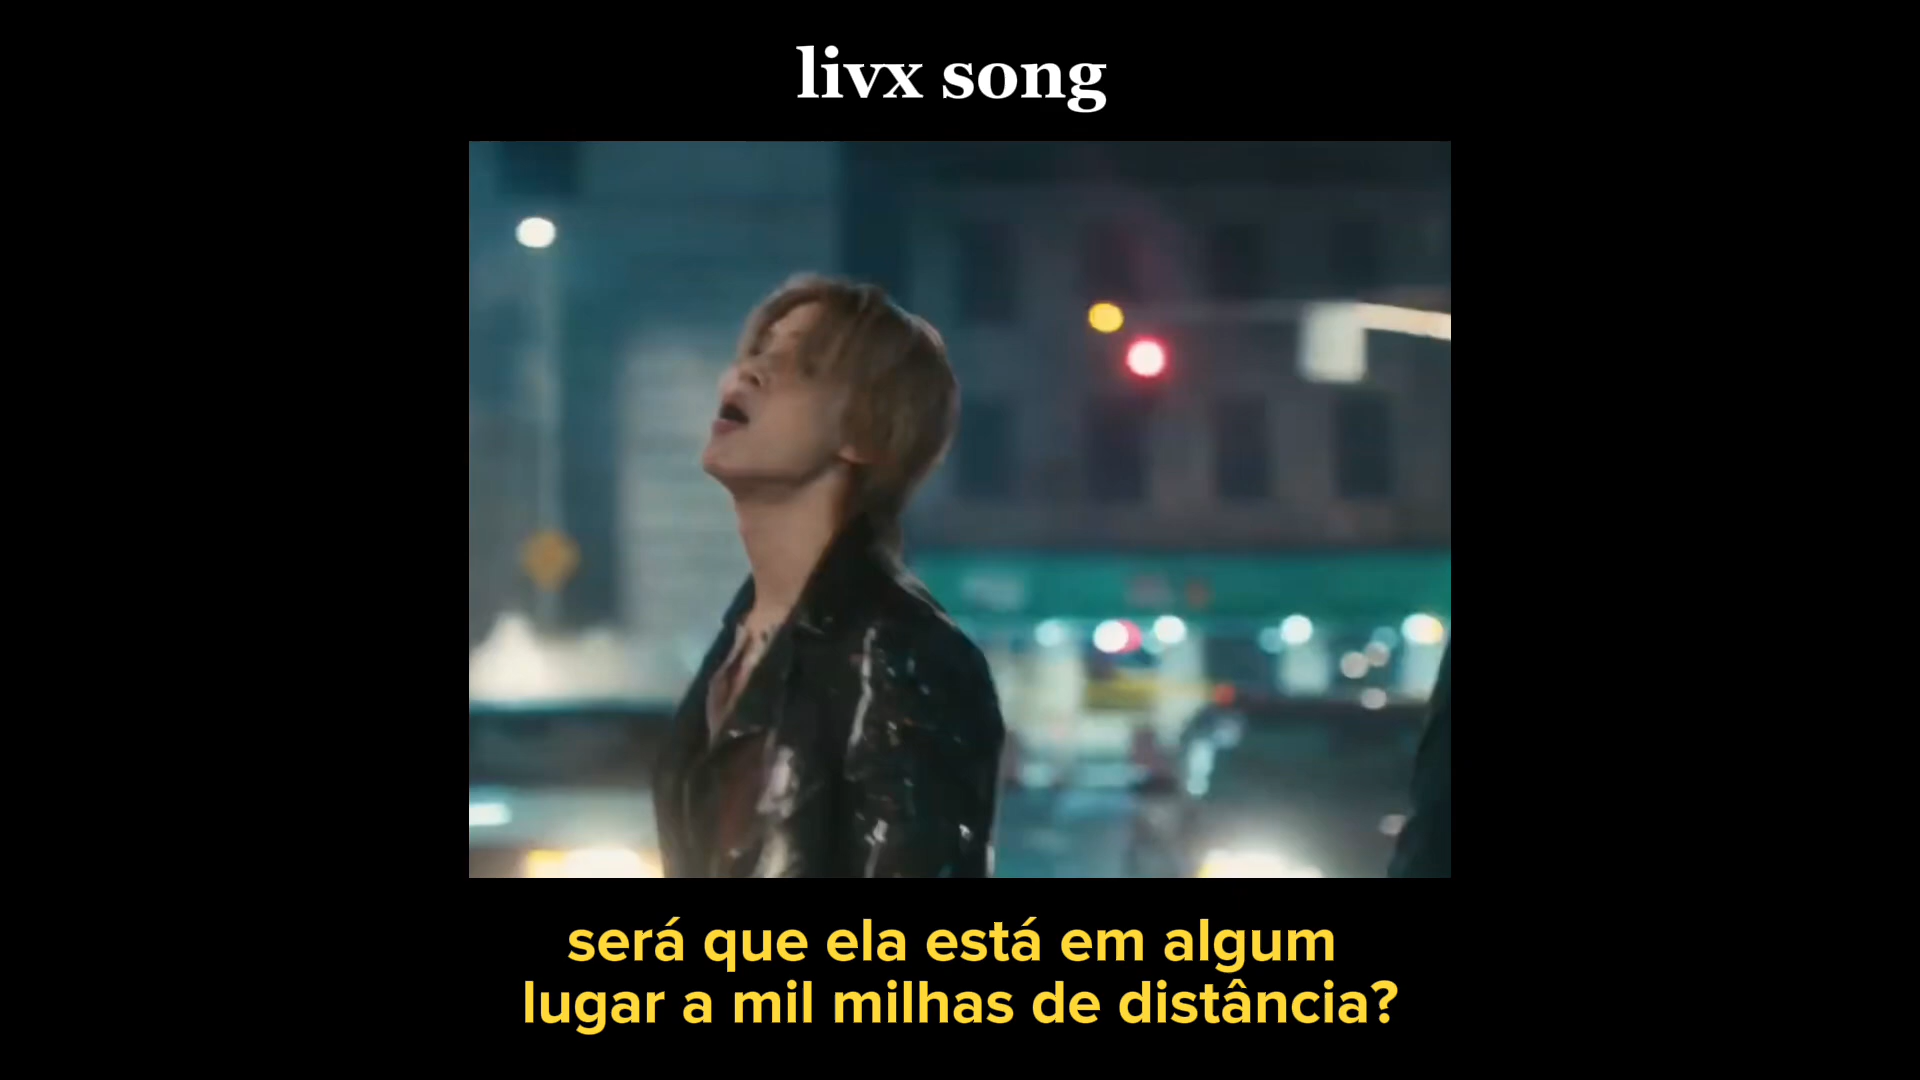 livx song
será que ela está em algum
lugar a mil milhas de distância?